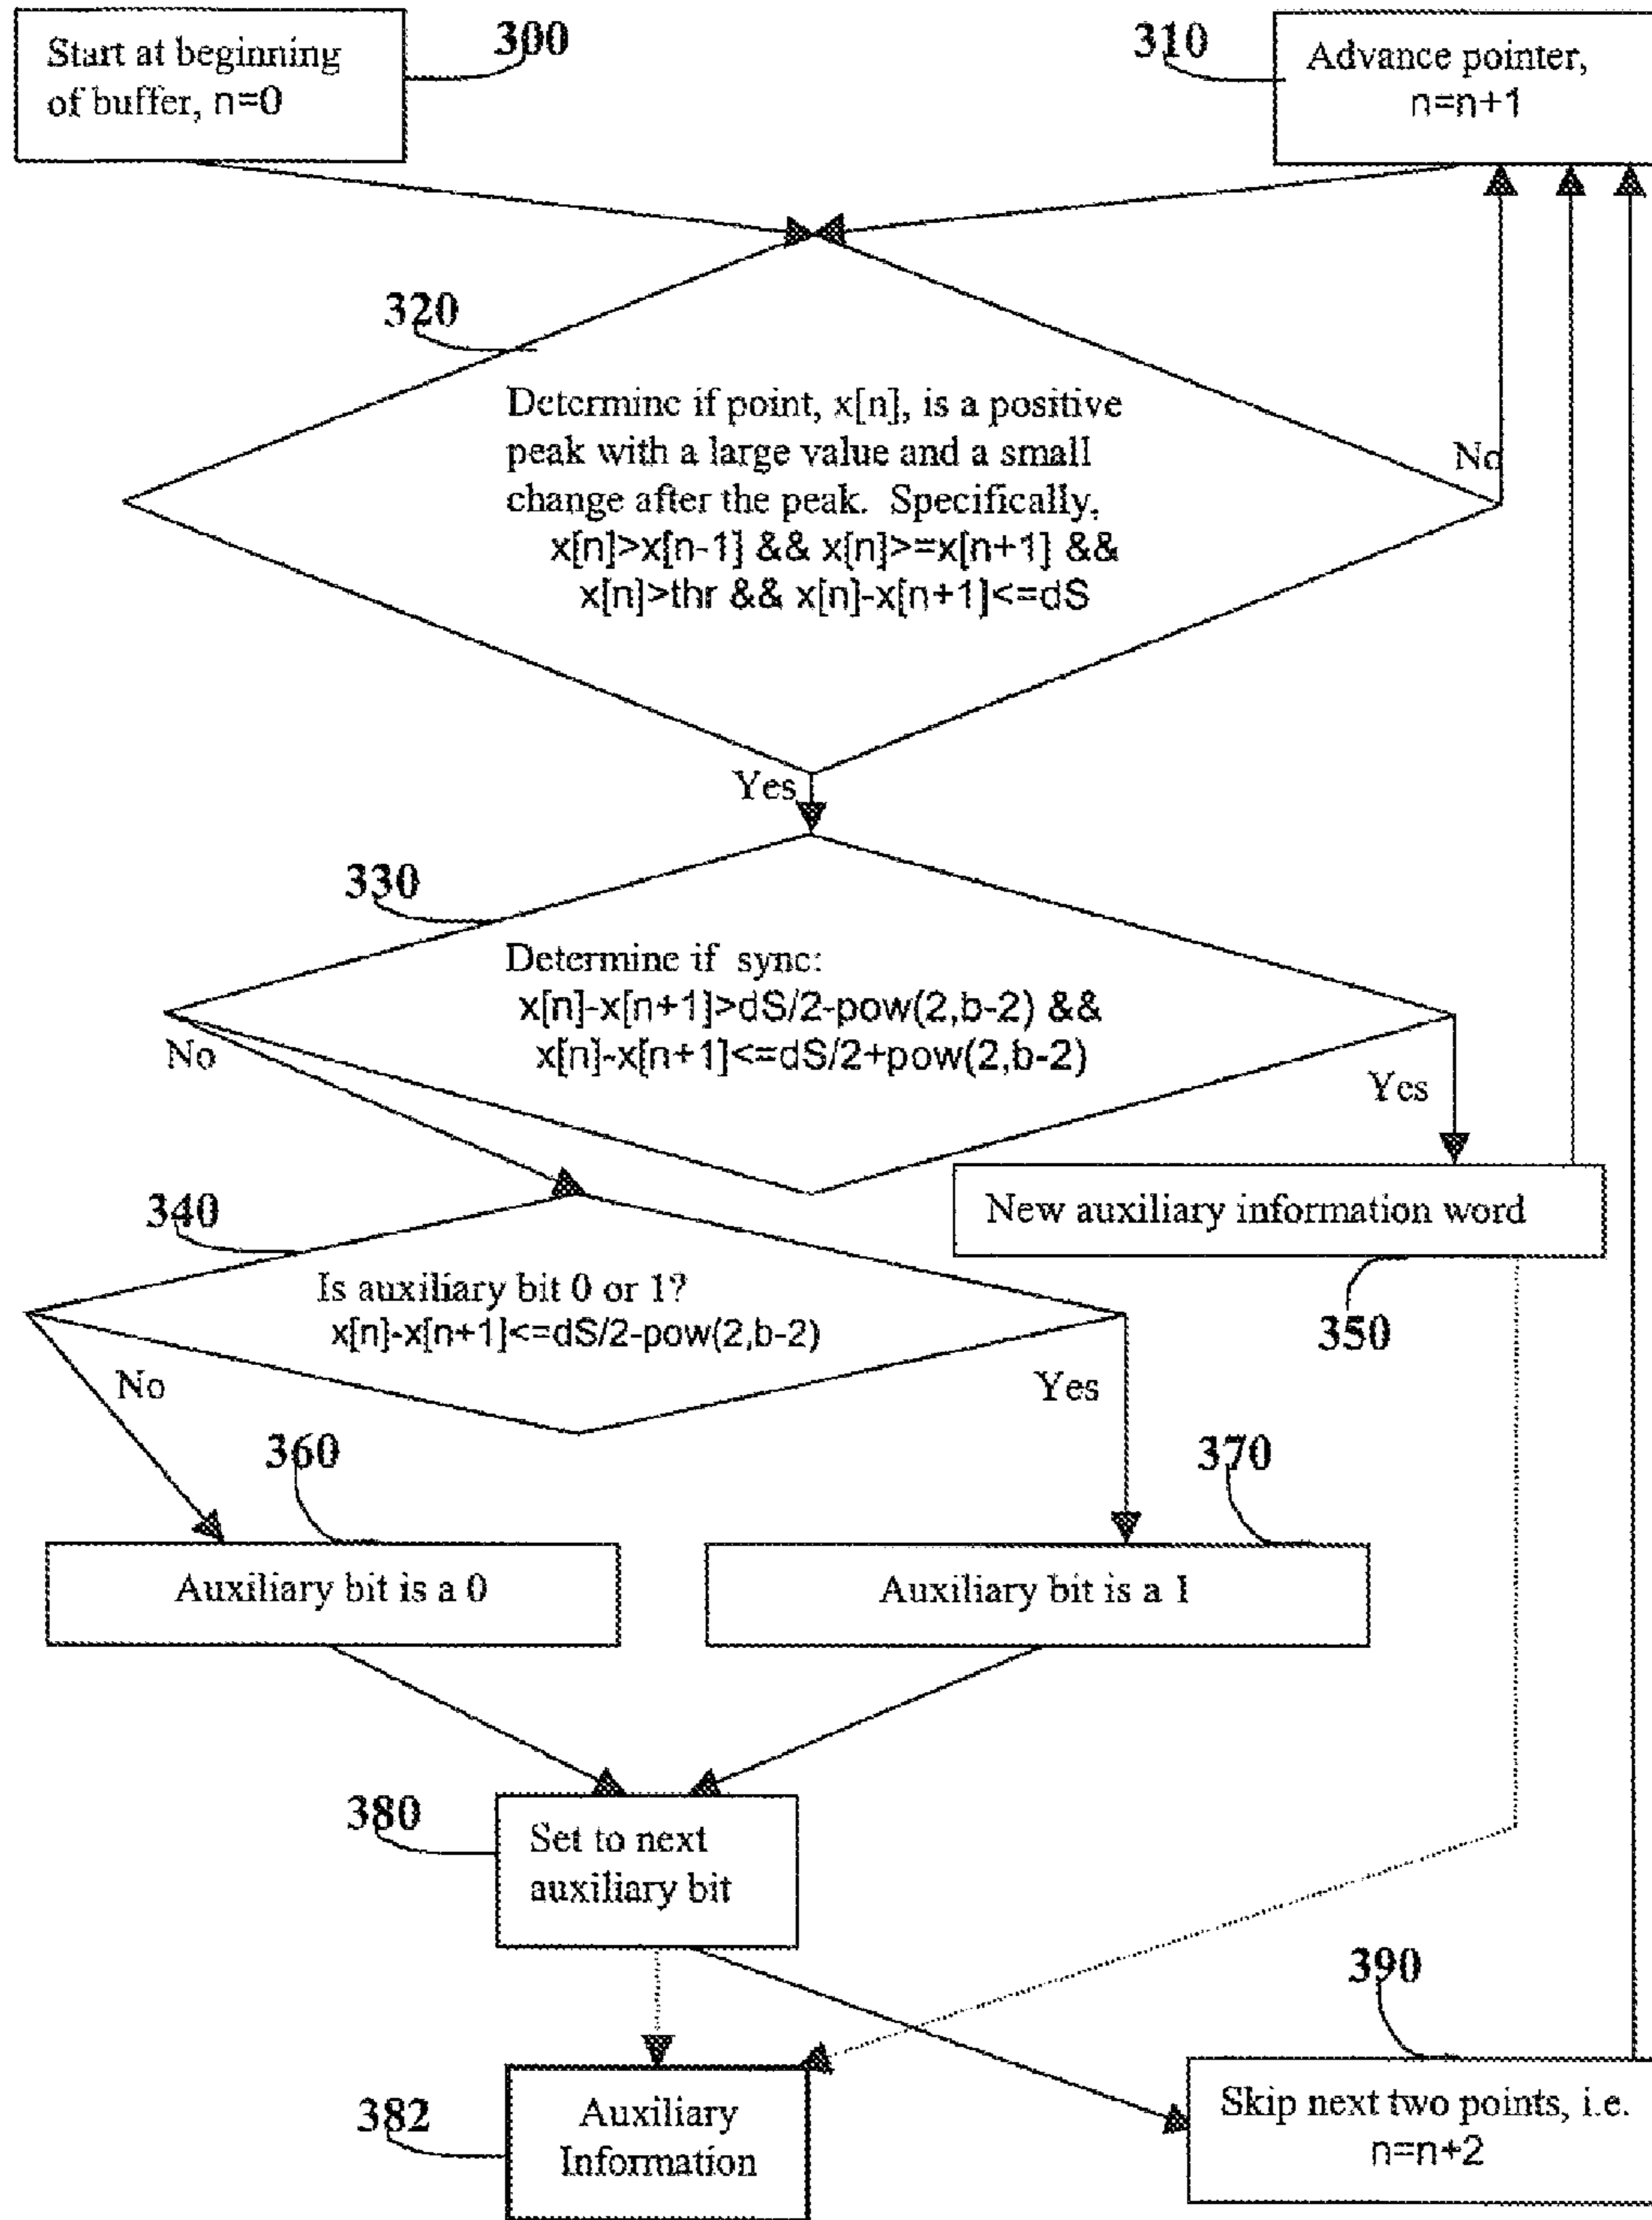 300
Start at beginning
of buffer, n=0
310
Advance pointer,
n=n+1
320
Determine if point, x[n], is a positive
peak with a large value and a small
change after the peak.  Specifically,
x[n]>x[n-1] && x[n]>=x[n+1] &&
x[n]>thr && x[n]-x[n+1]<=dS
No
Yes
330
Determine if  sync:
x[n]-x[n+1]>dS/2-pow(2,b-2) &&
x[n]-x[n+1]<=dS/2+pow(2,b-2)
No
Yes
340
Is auxiliary bit 0 or 1?
x[n]-x[n+1]<=dS/2-pow(2,b-2)
New auxiliary information word
350
No
Yes
360
370
Auxiliary bit is a 0
Auxiliary bit is a 1
380
Set to next
auxiliary bit
390
Skip next two points, i.e.
n=n+2
382
Auxiliary
Information